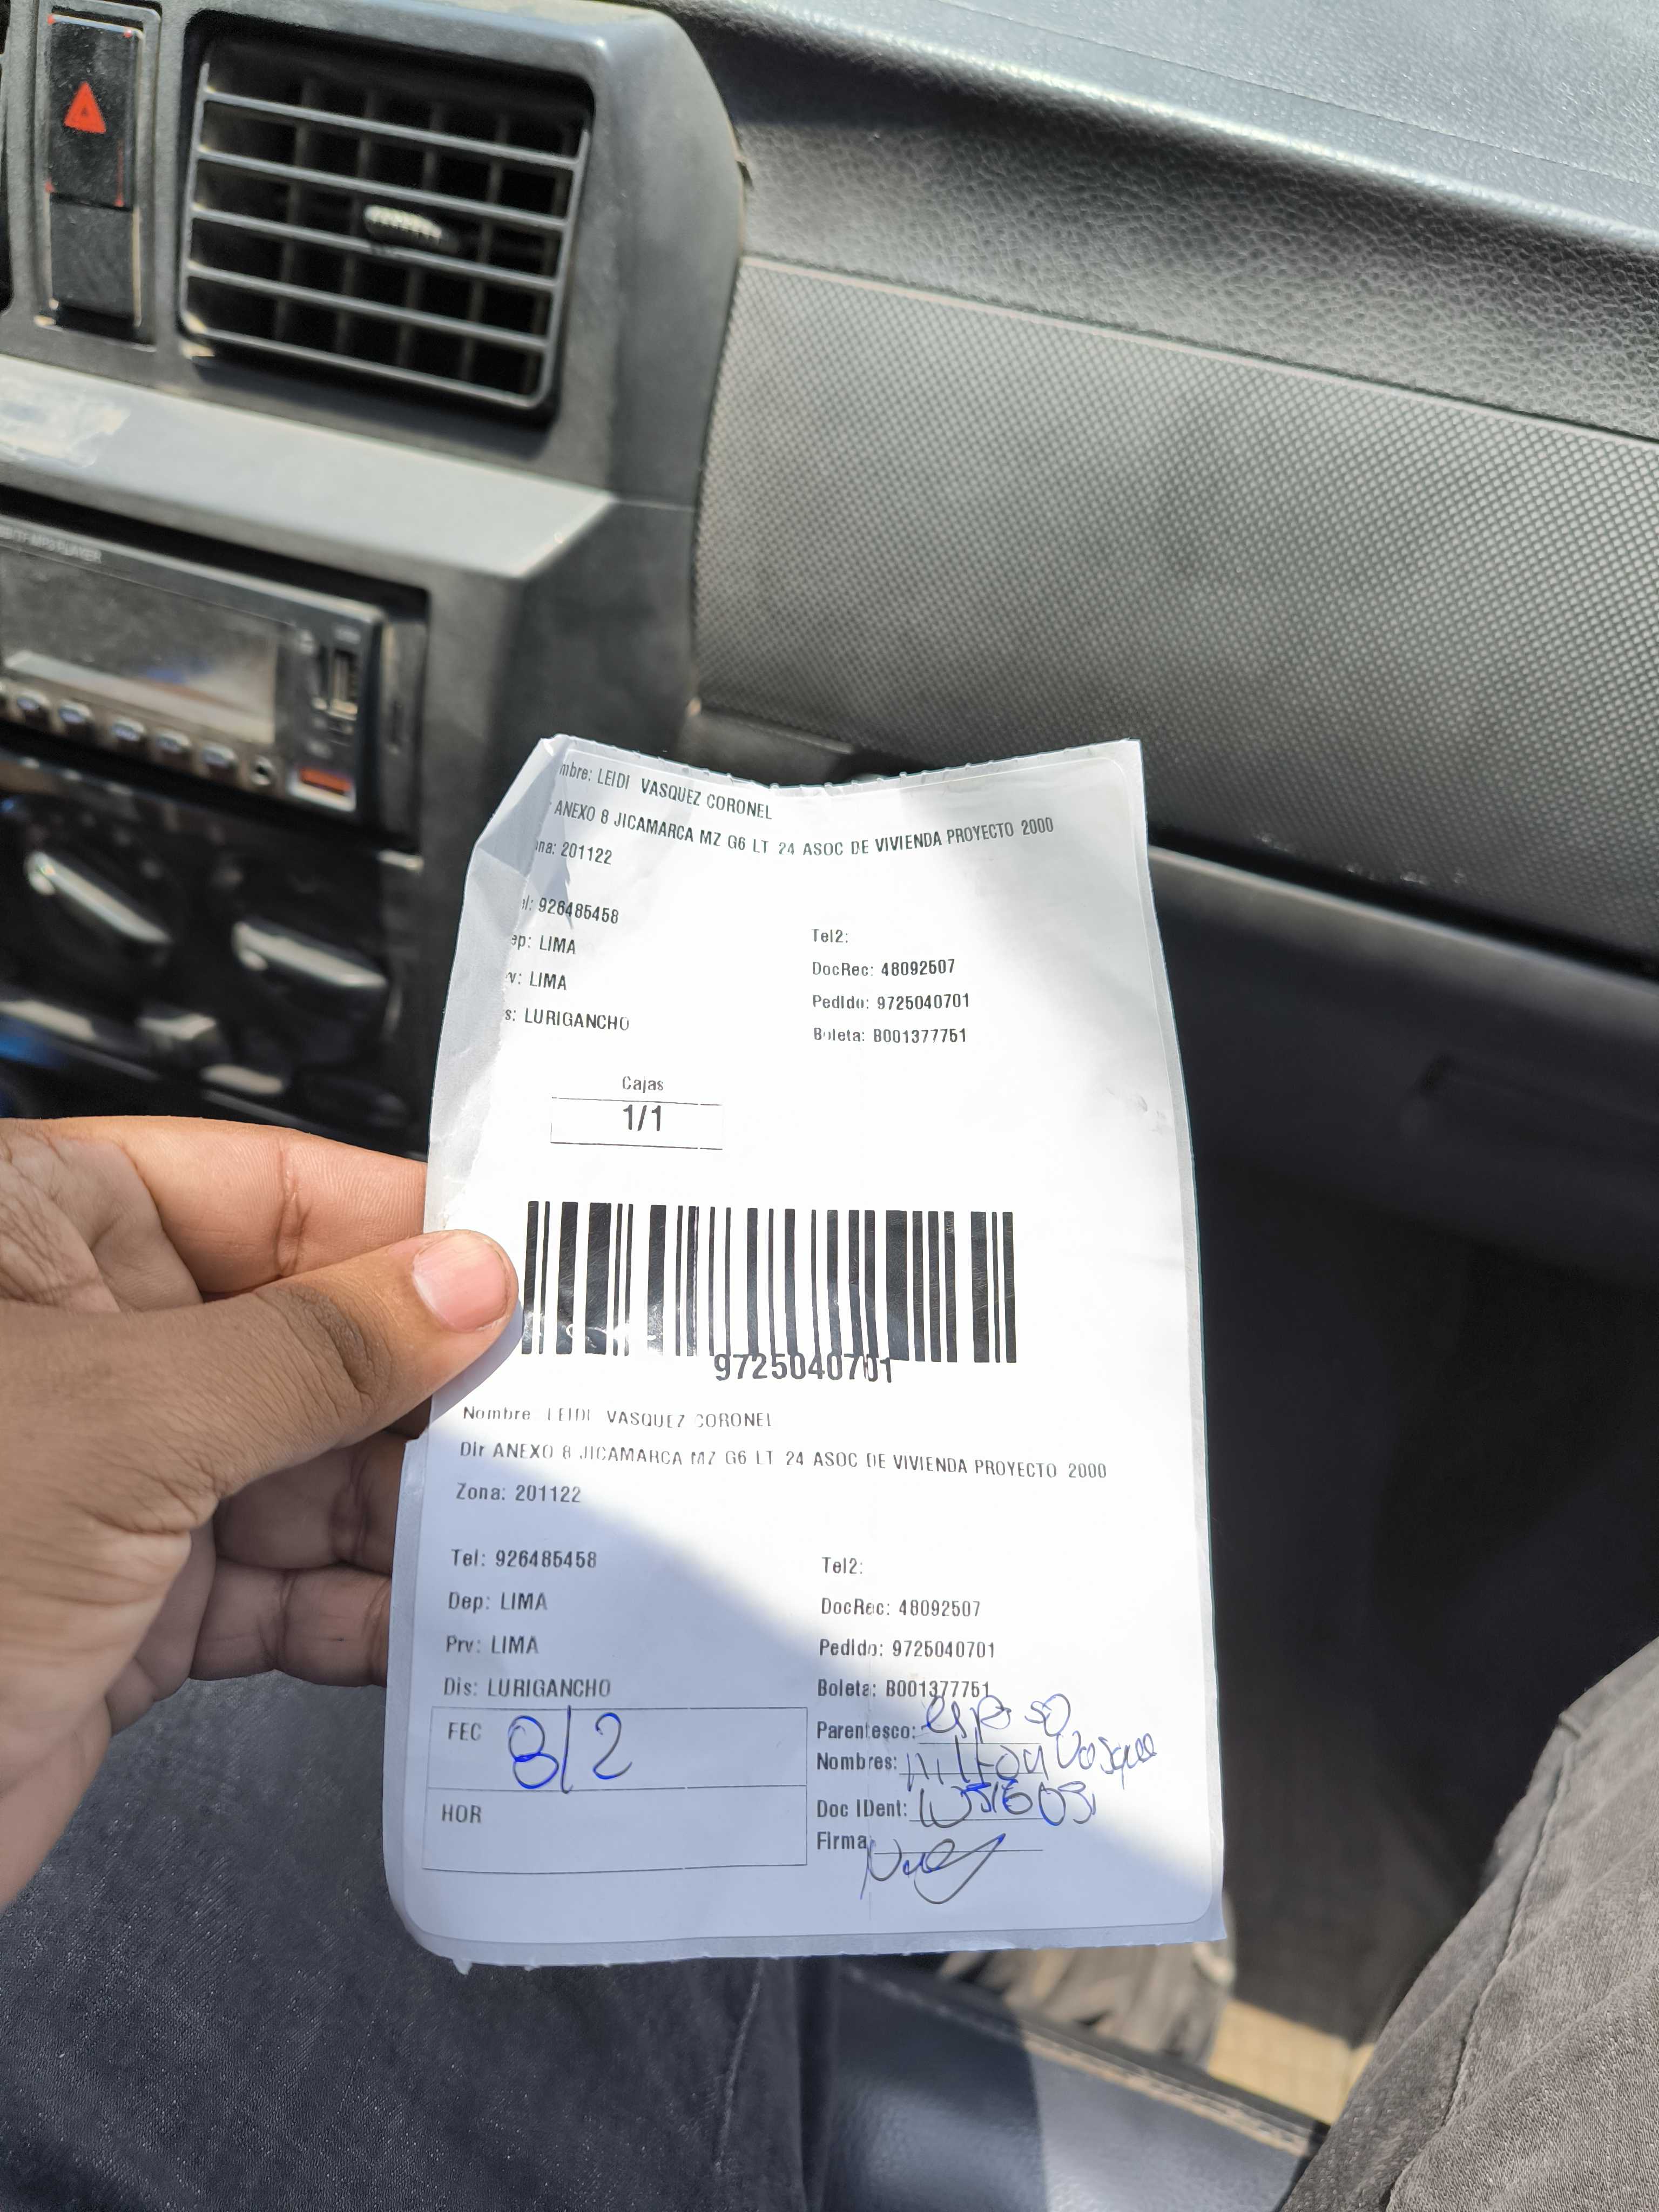 mbre: LEIDI VASQUEZ CORONEL
ANEXO 8 JICAMARCA MZ G6 LT 24 ASOC DE VIVIENDA PROYECTO 2000
na: 201122
el: 926485458
Tel2:
ep: LIMA
DocRec: 48092507
v: LIMA
PedIdo: 9725040701
s: LURIGANCHO
Boleta: B001377751
Cajas
1/1
9725040701
Nombre LEIDI VASQUEZ CORONEL
Dir ANEXO 8 JICAMARCA MZ G6 LT 24 ASOC DE VIVIENDA PROYECTO 2000
Zona: 201122
Tel: 926485458
Tel2:
Dep: LIMA
DocRec: 48092507
Prv: LIMA
PedIdo: 9725040701
Dis: LURIGANCHO
Boleta: B001377751
FEC 8/2
Parentesco: esposo
Nombres:
Doc IDent:
HOR
Firma